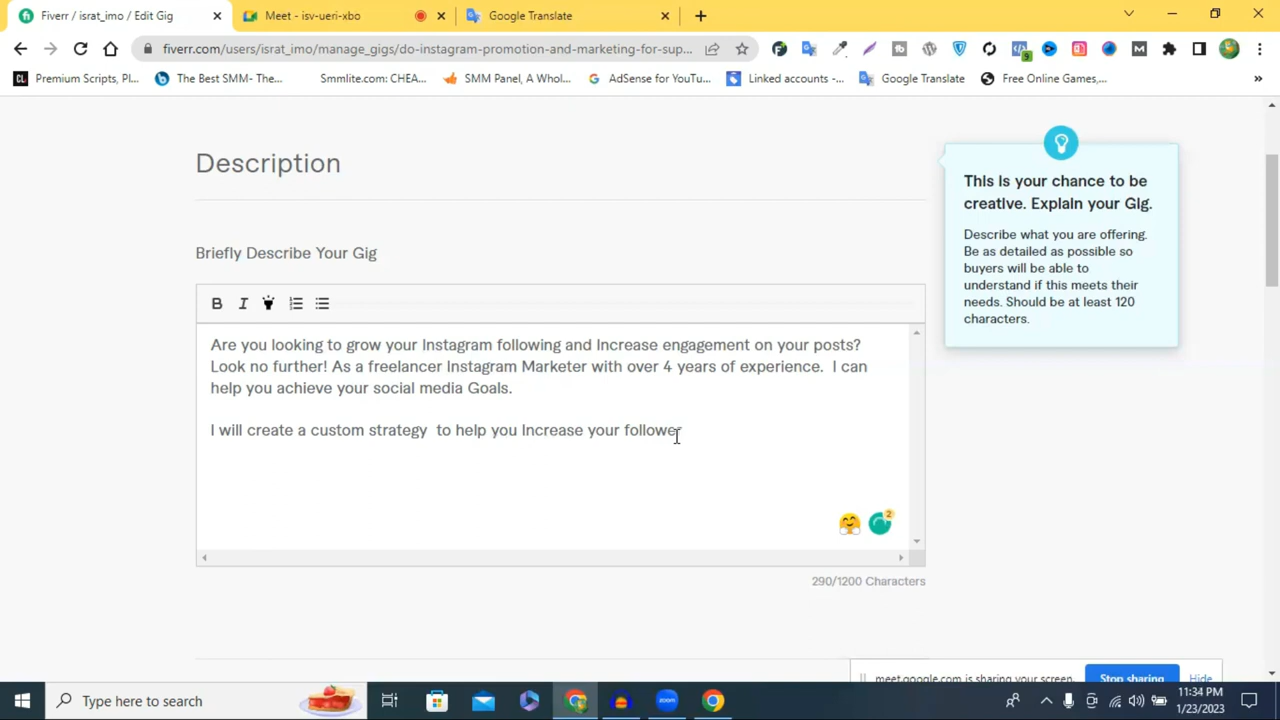 Fiverr / israt_imo / Edit Gig
Meet - isv-ueri-xbo
Google Translate
fiverr.com/users/israt_imo/manage_gigs/do-instagram-promotion-and-marketing-for-sup...
9
M
CL Premium Scripts, Pl...
b The Best SMM- The...
Smmlite.com: CHEA...
SMM Panel, A Whol...
G AdSense for YouTu...
Linked accounts -...
Google Translate
Free Online Games,...
»
Description
Briefly Describe Your Gig
B I
Are you looking to grow your Instagram following and Increase engagement on your posts?
Look no further! As a freelancer Instagram Marketer with over 4 years of experience.  I can
help you achieve your social media Goals.
I will create a custom strategy  to help you Increase your follower
2
290/1200 Characters
This is your chance to be
creative. Explain your Gig.
Describe what you are offering.
Be as detailed as possible so
buyers will be able to
understand if this meets their
needs. Should be at least 120
characters.
meet.google.com is sharing your screen.
Stop sharing
Hide
Type here to search
zoom
11:34 PM
1/23/2023